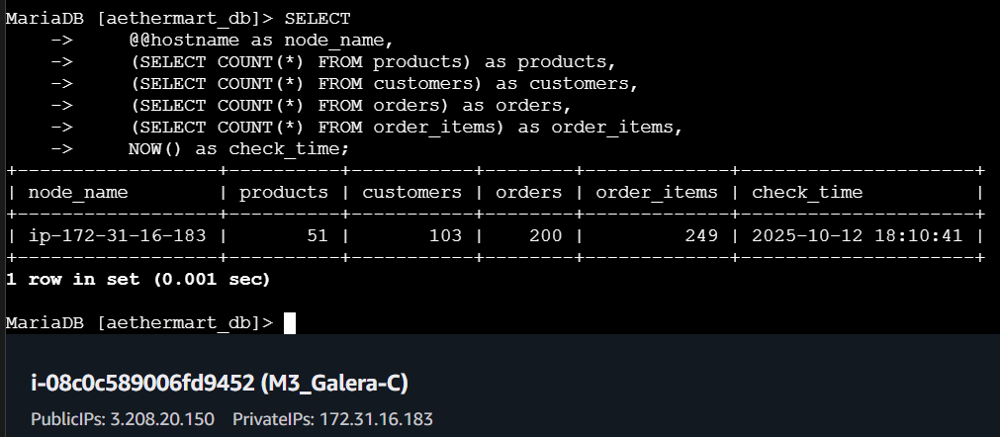 MariaDB [aethermart_db]> SELECT
    ->     @@hostname as node_name,
    ->     (SELECT COUNT(*) FROM products) as products,
    ->     (SELECT COUNT(*) FROM customers) as customers,
    ->     (SELECT COUNT(*) FROM orders) as orders,
    ->     (SELECT COUNT(*) FROM order_items) as order_items,
    ->     NOW() as check_time;
+------------------+----------+-----------+--------+-------------+---------------------+
| node_name        | products | customers | orders | order_items | check_time          |
+------------------+----------+-----------+--------+-------------+---------------------+
| ip-172-31-16-183 |       51 |       103 |    200 |         249 | 2025-10-12 18:10:41 |
+------------------+----------+-----------+--------+-------------+---------------------+
1 row in set (0.001 sec)
MariaDB [aethermart_db]>
i-08c0c589006fd9452 (M3_Galera-C)
PublicIPs: 3.208.20.150 PrivateIPs: 172.31.16.183